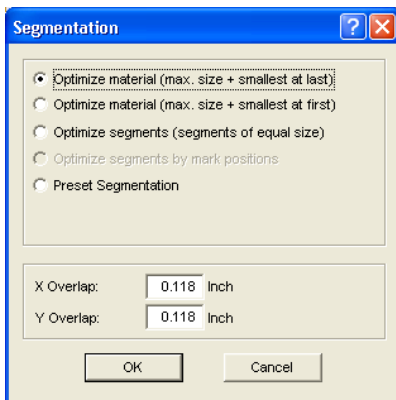 Segmentation
Optimize material (max. size + smallest at last)
Optimize material (max. size + smallest at first)
Optimize segments (segments of equal size)
Optimize segments by mark positions
Preset Segmentation
X Overlap: 0.118 Inch
Y Overlap: 0.118 Inch
OK Cancel